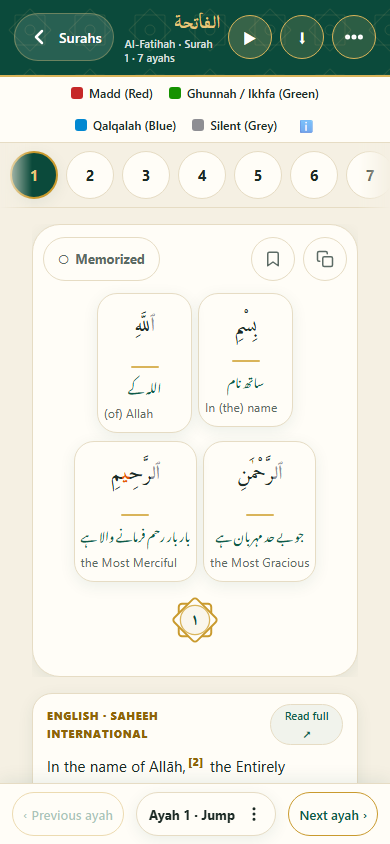 Surahs
الفاتحة
Al-Fatihah · Surah
1 · 7 ayahs
Madd (Red)
Ghunnah / Ikhfa (Green)
Qalqalah (Blue)
Silent (Grey)
1 2 3 4 5 6 7
Memorized
بِسْمِ
ساتھ نام
In (the) name
ٱللَّهِ
اللہ کے
(of) Allah
ٱلرَّحْمَٰنِ
جو بے حد مہربان ہے
the Most Gracious
ٱلرَّحِيمِ
بار بار رحم فرمانے والا ہے
the Most Merciful
١
ENGLISH · SAHEEH
INTERNATIONAL
Read full
↗
In the name of Allāh,[2] the Entirely
‹ Previous ayah
Ayah 1 · Jump
Next ayah ›